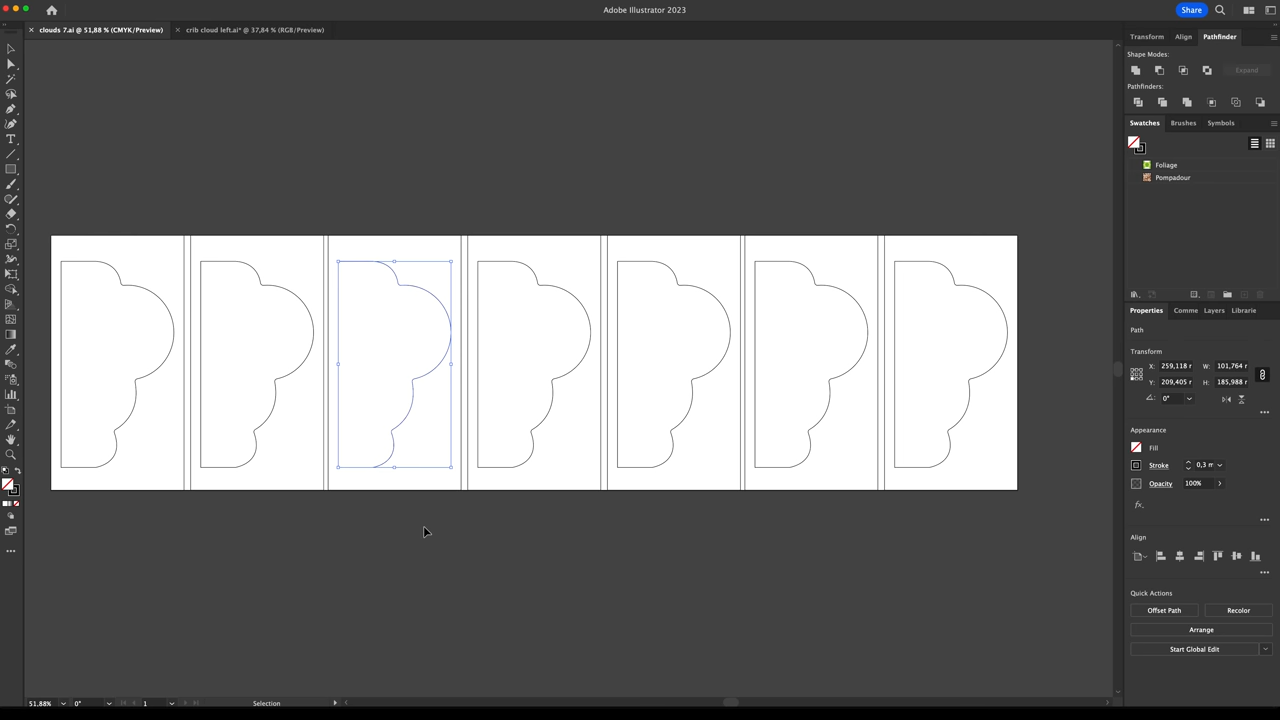 Adobe Illustrator 2023
Share
clouds 7.ai @ 51,88 % (CMYK/Preview)
crib cloud left.ai* @ 37,84 % (RGB/Preview)
Transform Align Pathfinder
Shape Modes:
Expand
Pathfinders:
Swatches Brushes Symbols
Foliage
Pompadour
Properties Comme Layers Librarie
Path
Transform
X: 259,118 r W: 101,764 r
Y: 209,405 r H: 185,988 r
0°
Appearance
Fill
Stroke 0,3 m
Opacity 100%
fx.
Align
Quick Actions
Offset Path Recolor
Arrange
Start Global Edit
51.88% 0° 1 Selection